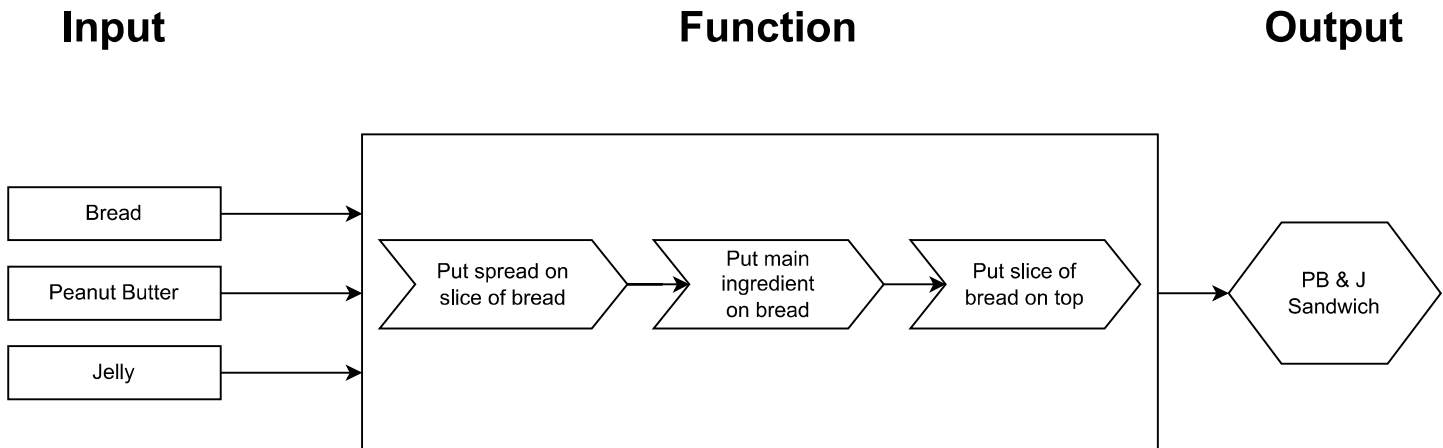 Input
Function
Output
Bread
Peanut Butter
Jelly
Put spread on
slice of bread
Put main
ingredient
on bread
Put slice of
bread on top
PB & J
Sandwich